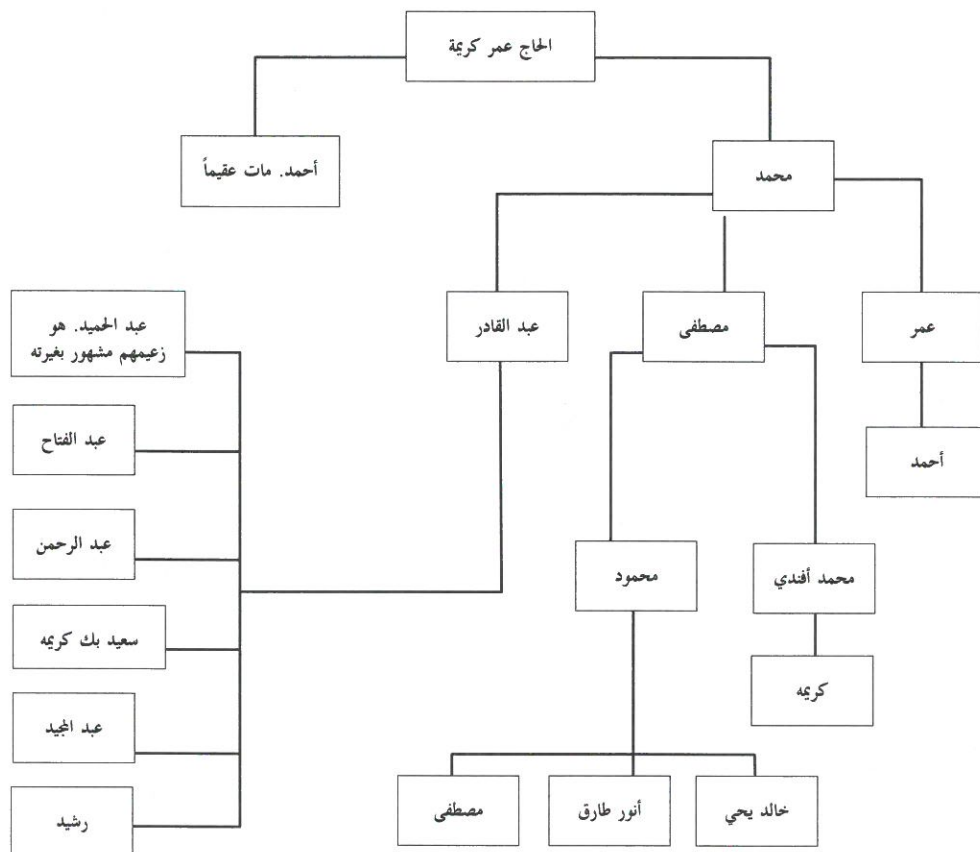 الحاج عمر كريمة
أحمد. مات عقيماً
محمد
عبد القادر
مصطفى
عمر
عبد الحميد. هو
زعيمهم مشهور بغيرته
عبد الفتاح
أحمد
عبد الرحمن
محمود
محمد أفندي
سعيد بك كريمه
كريمه
عبد المجيد
خالد يحي
أنور طارق
مصطفى
رشيد